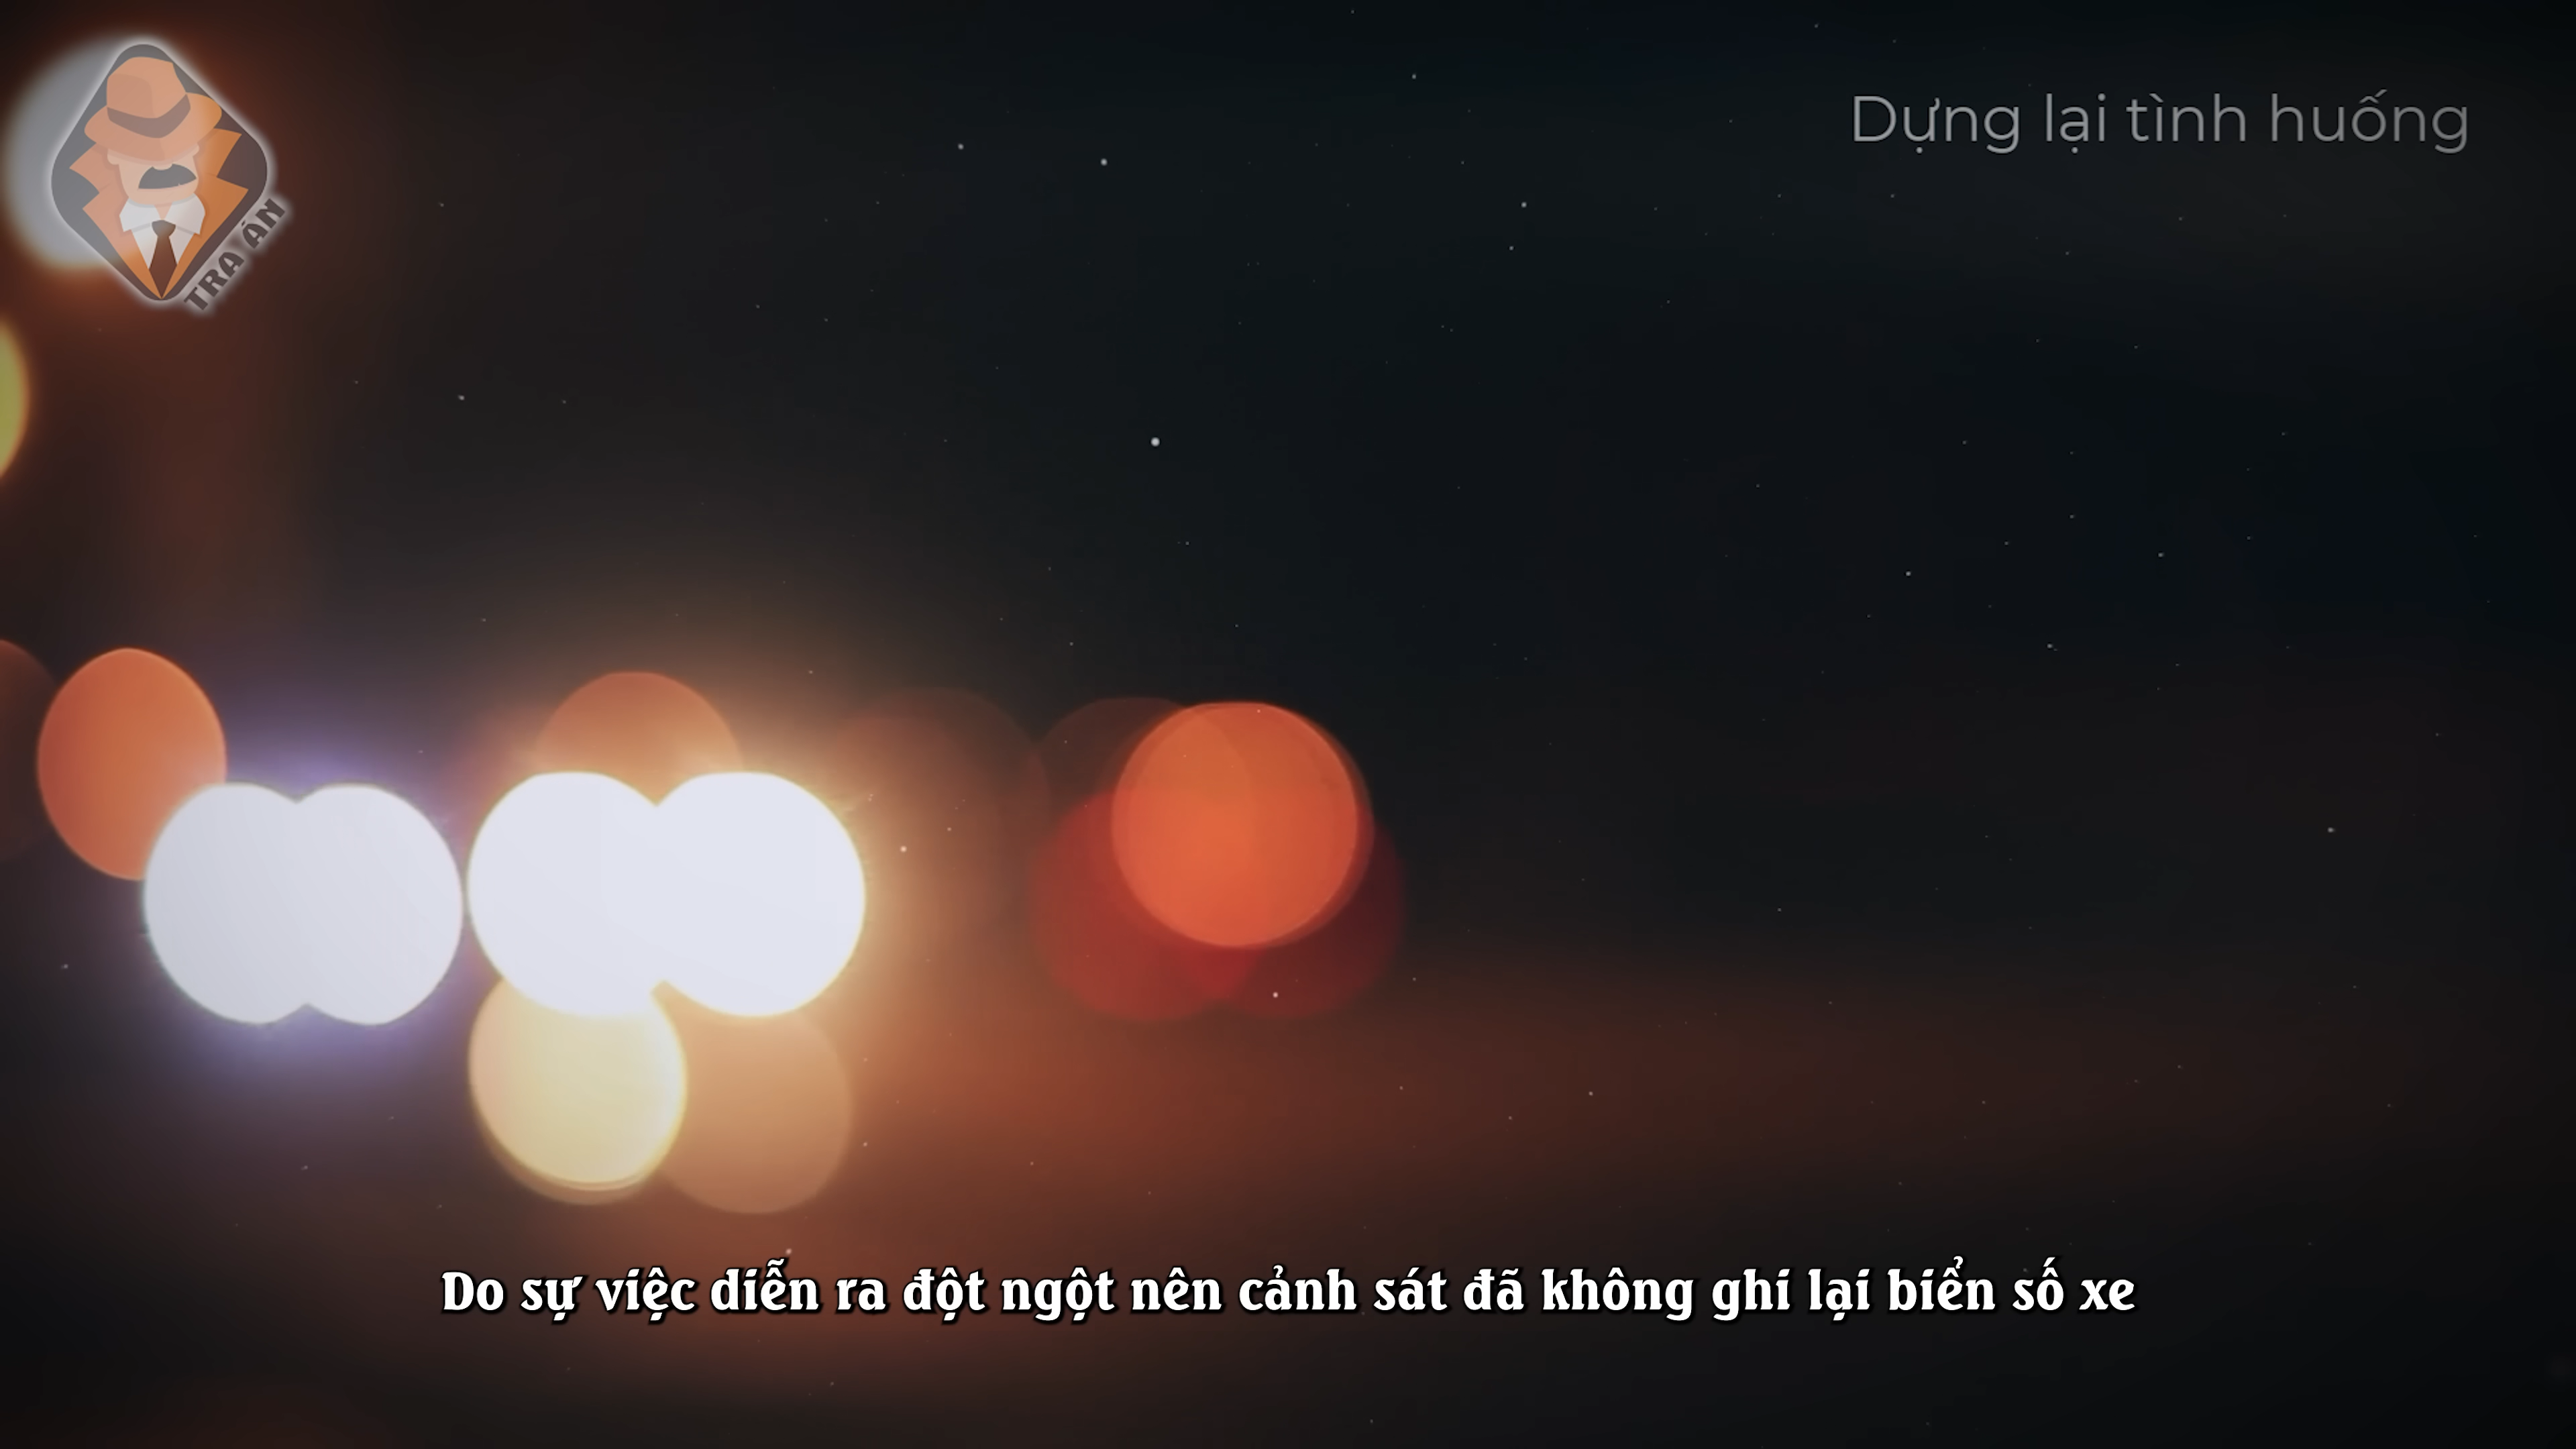 TRA ÁN
Dựng lại tình huống
Do sự việc diễn ra đột ngột nên cảnh sát đã không ghi lại biển số xe